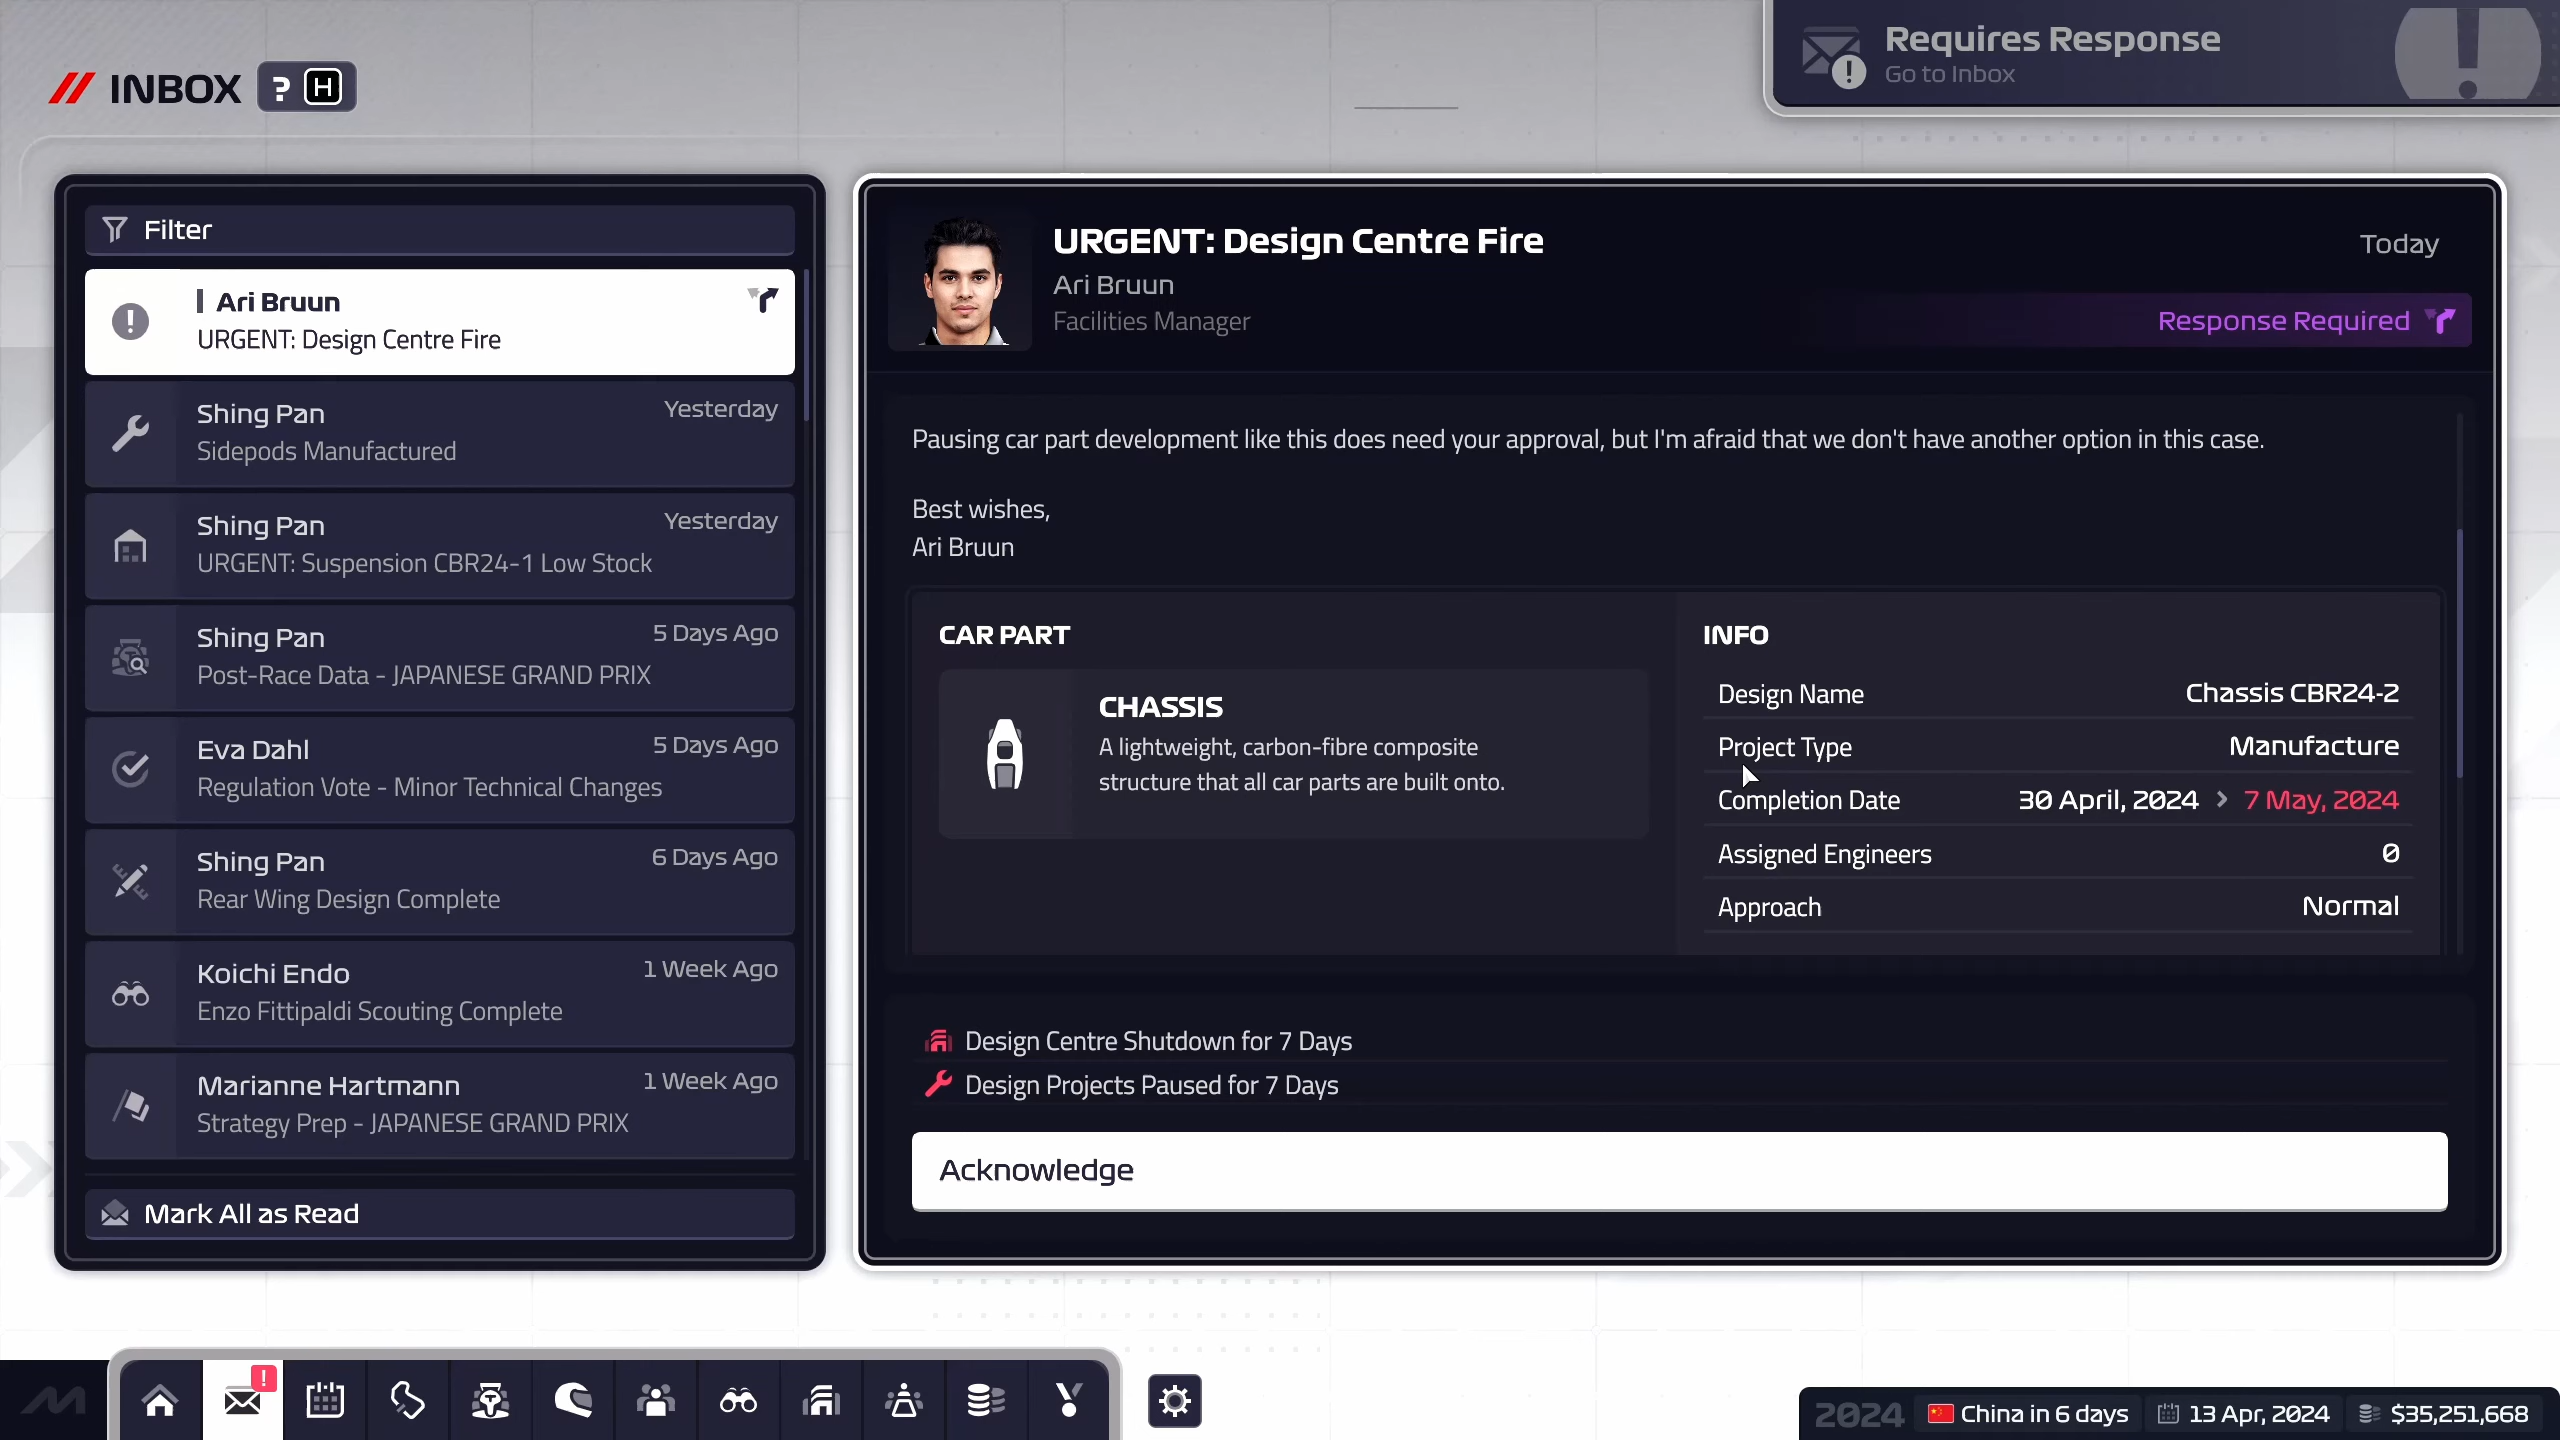 INBOX ? H
Requires Response
Go to Inbox
Filter
Ari Bruun
URGENT: Design Centre Fire
Shing Pan Yesterday
Sidepods Manufactured
Shing Pan Yesterday
URGENT: Suspension CBR24-1 Low Stock
Shing Pan 5 Days Ago
Post-Race Data - JAPANESE GRAND PRIX
Eva Dahl 5 Days Ago
Regulation Vote - Minor Technical Changes
Shing Pan 6 Days Ago
Rear Wing Design Complete
Koichi Endo 1 Week Ago
Enzo Fittipaldi Scouting Complete
Marianne Hartmann 1 Week Ago
Strategy Prep - JAPANESE GRAND PRIX
Mark All as Read
URGENT: Design Centre Fire Today
Ari Bruun
Facilities Manager
Response Required
Pausing car part development like this does need your approval, but I'm afraid that we don't have another option in this case.
Best wishes,
Ari Bruun
CAR PART
CHASSIS
A lightweight, carbon-fibre composite
structure that all car parts are built onto.
INFO
Design Name Chassis CBR24-2
Project Type Manufacture
Completion Date 30 April, 2024 > 7 May, 2024
Assigned Engineers 0
Approach Normal
Design Centre Shutdown for 7 Days
Design Projects Paused for 7 Days
Acknowledge
2024 China in 6 days 13 Apr, 2024 $35,251,668